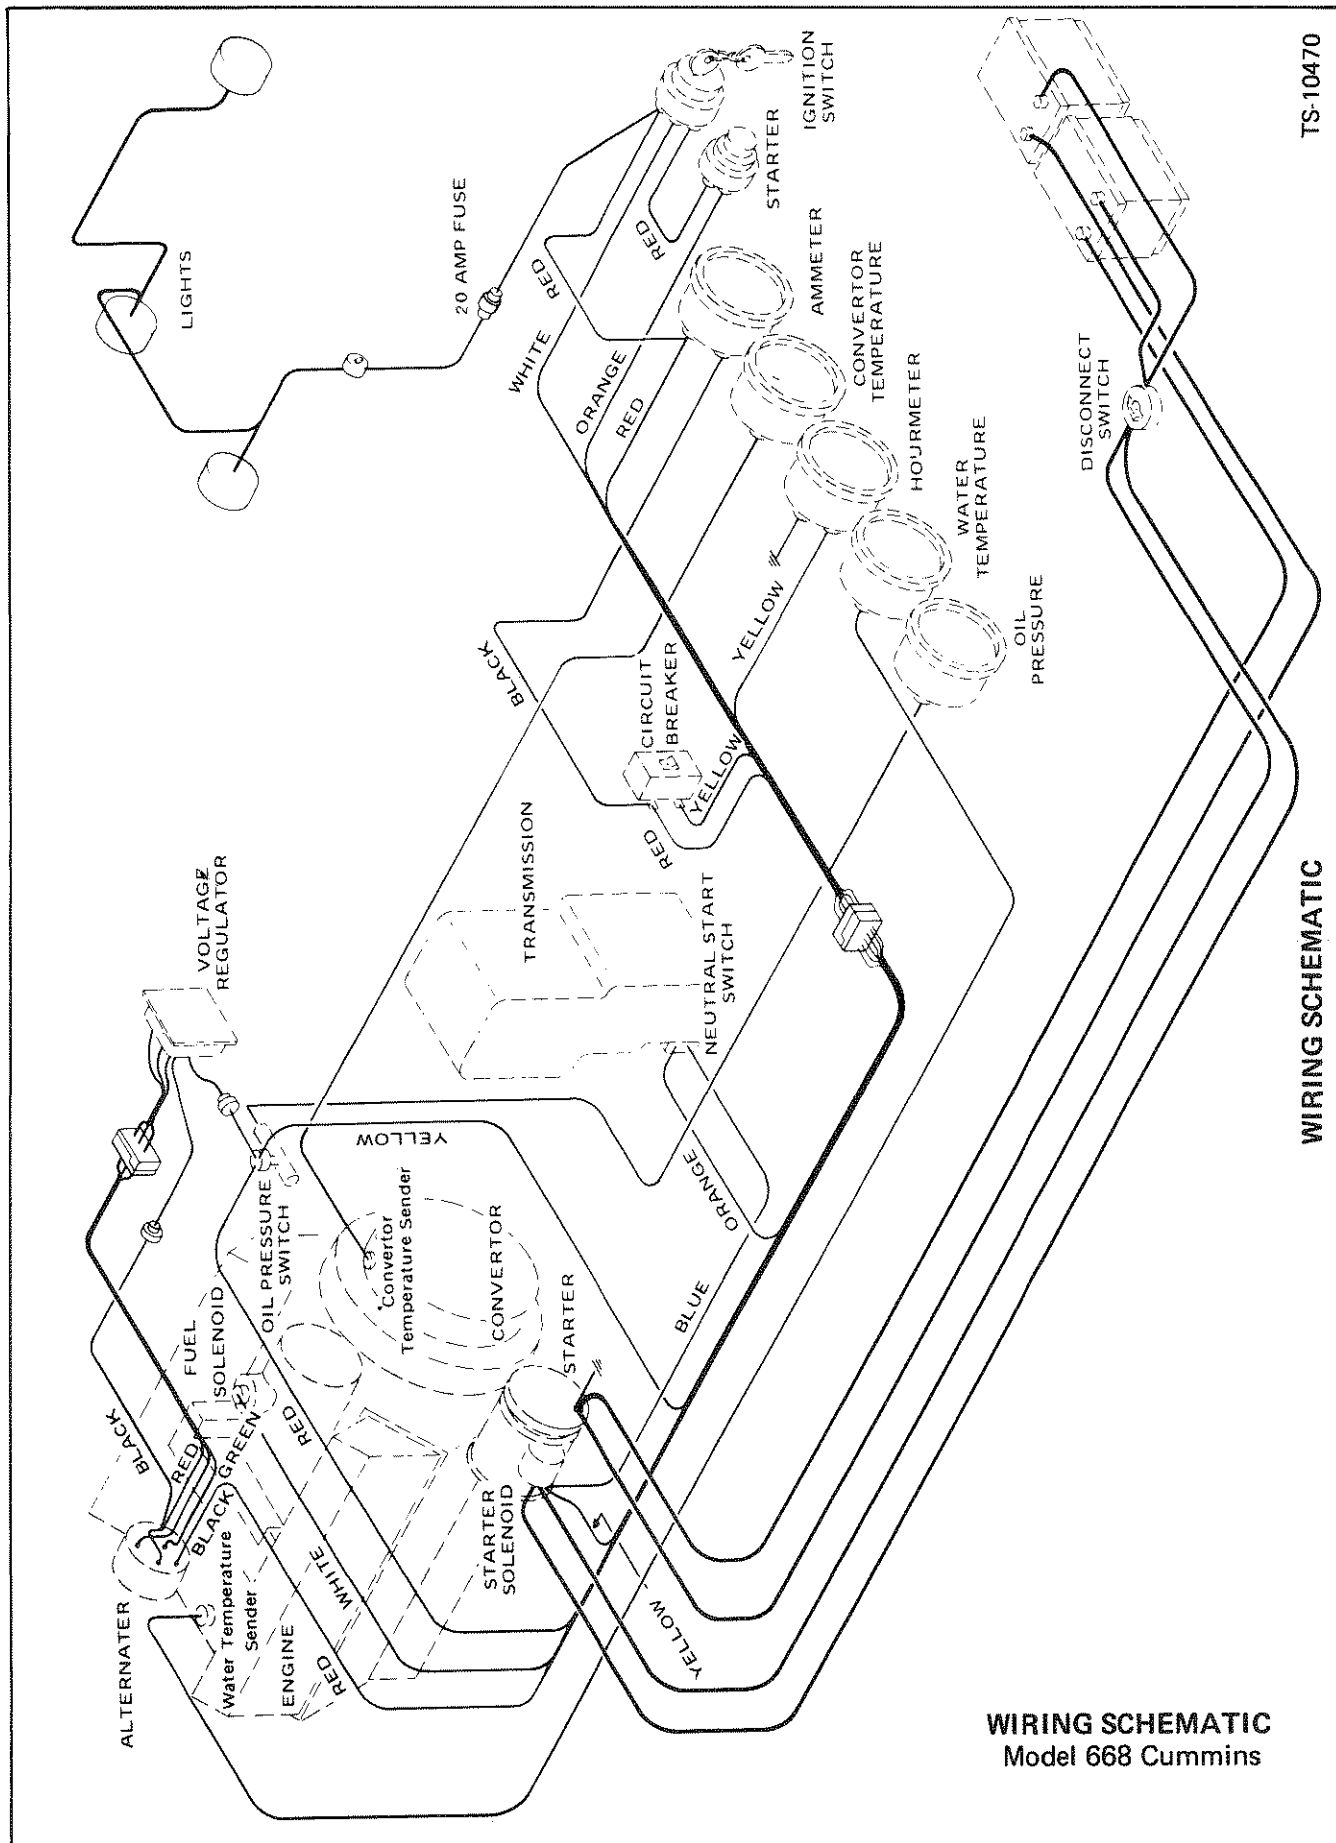 LIGHTS
20 AMP FUSE
IGNITION
SWITCH
STARTER
RED
RED
AMMETER
CONVERTOR
TEMPERATURE
HOURMETER
WATER
TEMPERATURE
OIL
PRESSURE
WHITE
ORANGE
RED
BLACK
YELLOW
CIRCUIT
BREAKER
YELLOW
RED
DISCONNECT
SWITCH
TRANSMISSION
NEUTRAL START
SWITCH
VOLTAGE
REGULATOR
YELLOW
ORANGE
BLUE
OIL PRESSURE
SWITCH
Convertor
Temperature Sender
CONVERTOR
STARTER
FUEL
SOLENOID
BLACK
RED
GREEN
BLACK
RED
WHITE
RED
STARTER
SOLENOID
YELLOW
ALTERNATER
Water Temperature
Sender
ENGINE
TS-10470
WIRING SCHEMATIC
WIRING SCHEMATIC
Model 668 Cummins